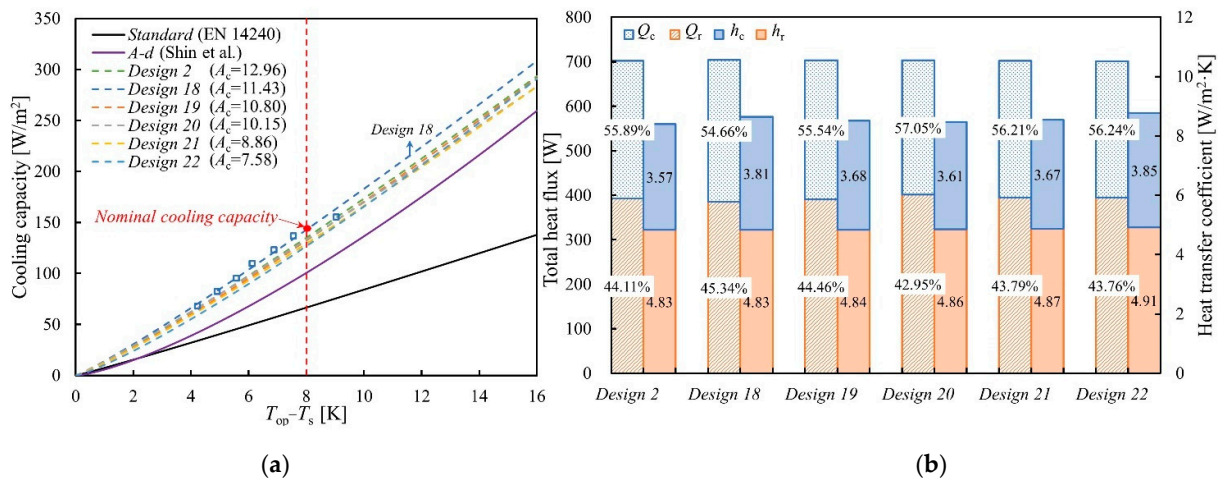 350
300
250
200
150
100
50
0
Cooling capacity [W/m²]
Standard (EN 14240)
A-d (Shin et al.)
Design 2 (Ac=12.96)
Design 18 (Ac=11.43)
Design 19 (Ac=10.80)
Design 20 (Ac=10.15)
Design 21 (Ac=8.86)
Design 22 (Ac=7.58)
Design 18
Nominal cooling capacity
0 2 4 6 8 10 12 14 16
Top–Ts [K]
(a)
800
700
600
500
400
300
200
100
0
Total heat flux [W]
Qc Qr hc hr
55.89% 54.66% 55.54% 57.05% 56.21% 56.24%
3.57 3.81 3.68 3.61 3.67 3.85
44.11% 45.34% 44.46% 42.95% 43.79% 43.76%
4.83 4.83 4.84 4.86 4.87 4.91
Design 2 Design 18 Design 19 Design 20 Design 21 Design 22
12
10
8
6
4
2
0
Heat transfer coefficient [W/m²·K]
(b)